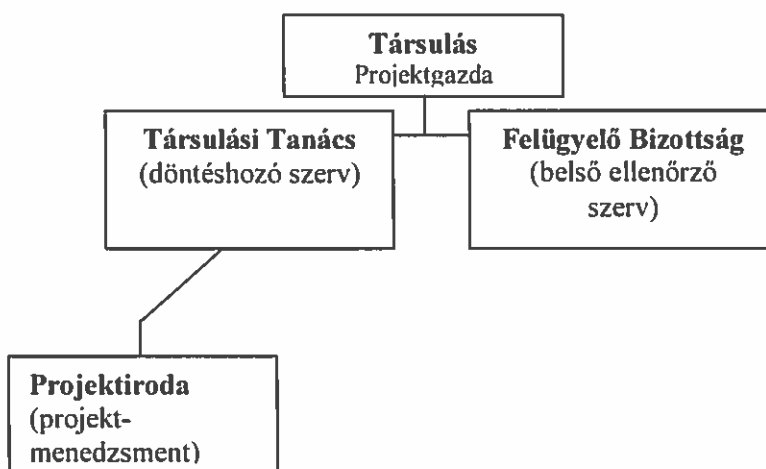 Társulás
Projektgazda
Társulási Tanács
(döntéshozó szerv)
Felügyelő Bizottság
(belső ellenőrző
szerv)
Projektiroda
(projekt-
menedzsment)